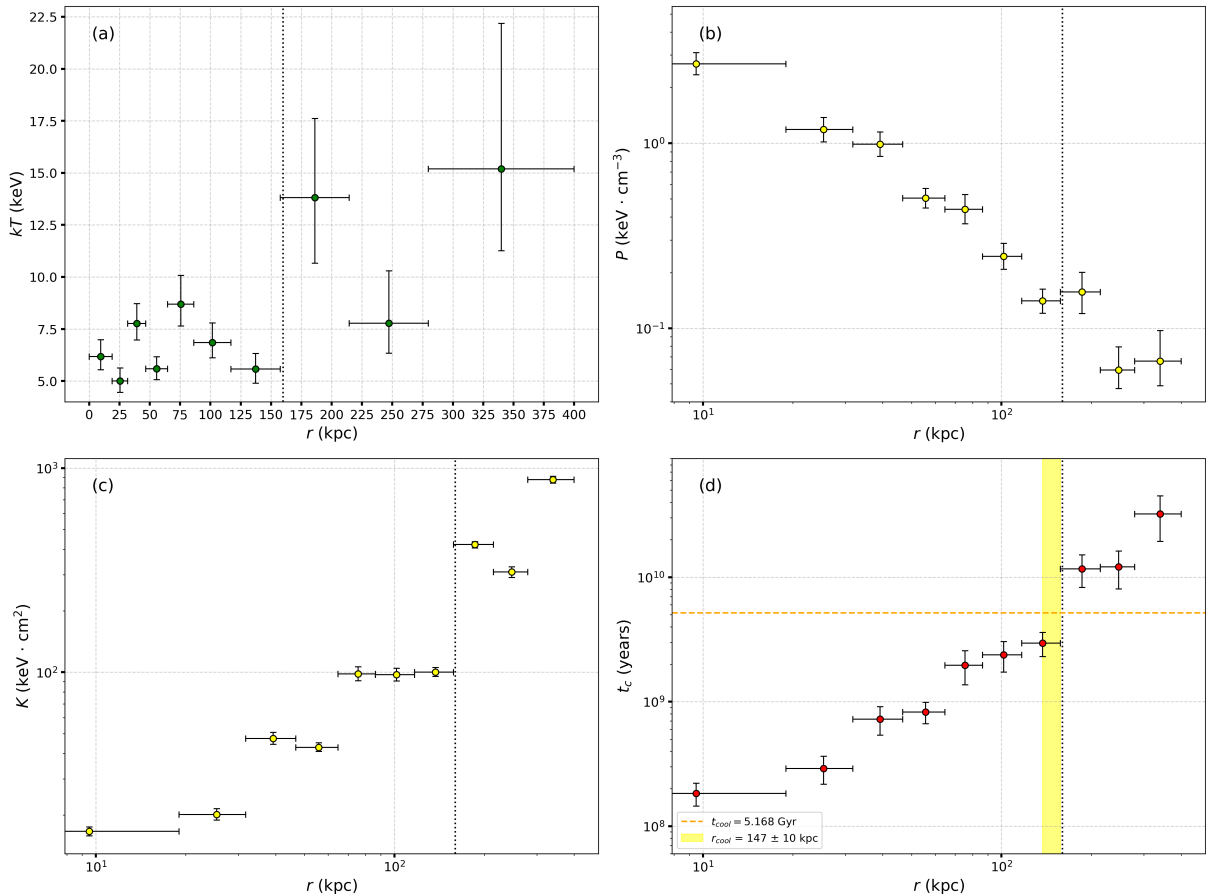 (a)
22.5
20.0
17.5
15.0
12.5
10.0
7.5
5.0
kT (keV)
0 25 50 75 100 125 150 175 200 225 250 275 300 325 350 375 400
r (kpc)
(b)
10⁰
10⁻¹
P (keV · cm⁻³)
10¹ 10²
r (kpc)
(c)
10³
10²
K (keV · cm²)
10¹ 10²
r (kpc)
(d)
10¹⁰
10⁹
10⁸
t_c (years)
t_cool = 5.168 Gyr
r_cool = 147 ± 10 kpc
10¹ 10²
r (kpc)